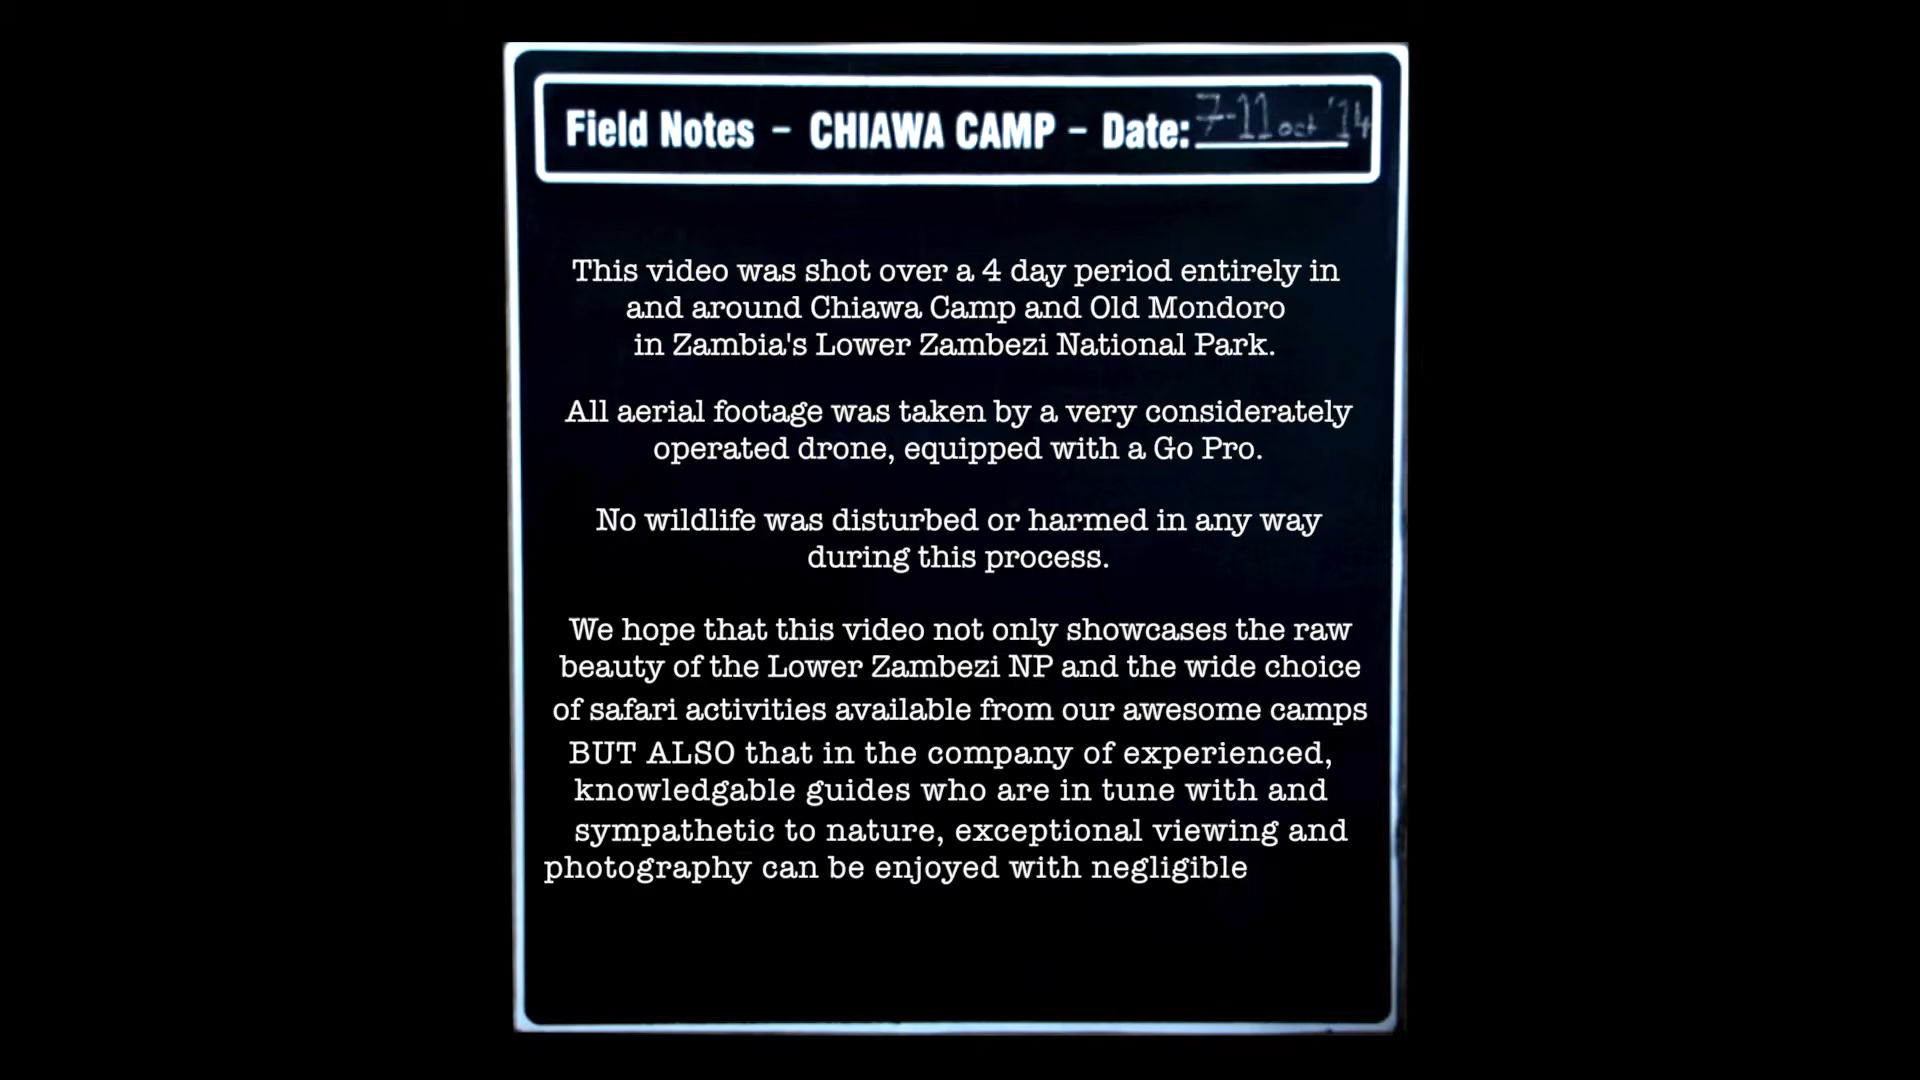 Field Notes - CHIAWA CAMP - Date: 7-11 oct '14
This video was shot over a 4 day period entirely in
and around Chiawa Camp and Old Mondoro
in Zambia's Lower Zambezi National Park.
All aerial footage was taken by a very considerately
operated drone, equipped with a Go Pro.
No wildlife was disturbed or harmed in any way
during this process.
We hope that this video not only showcases the raw
beauty of the Lower Zambezi NP and the wide choice
of safari activities available from our awesome camps
BUT ALSO that in the company of experienced,
knowledgable guides who are in tune with and
sympathetic to nature, exceptional viewing and
photography can be enjoyed with negligible